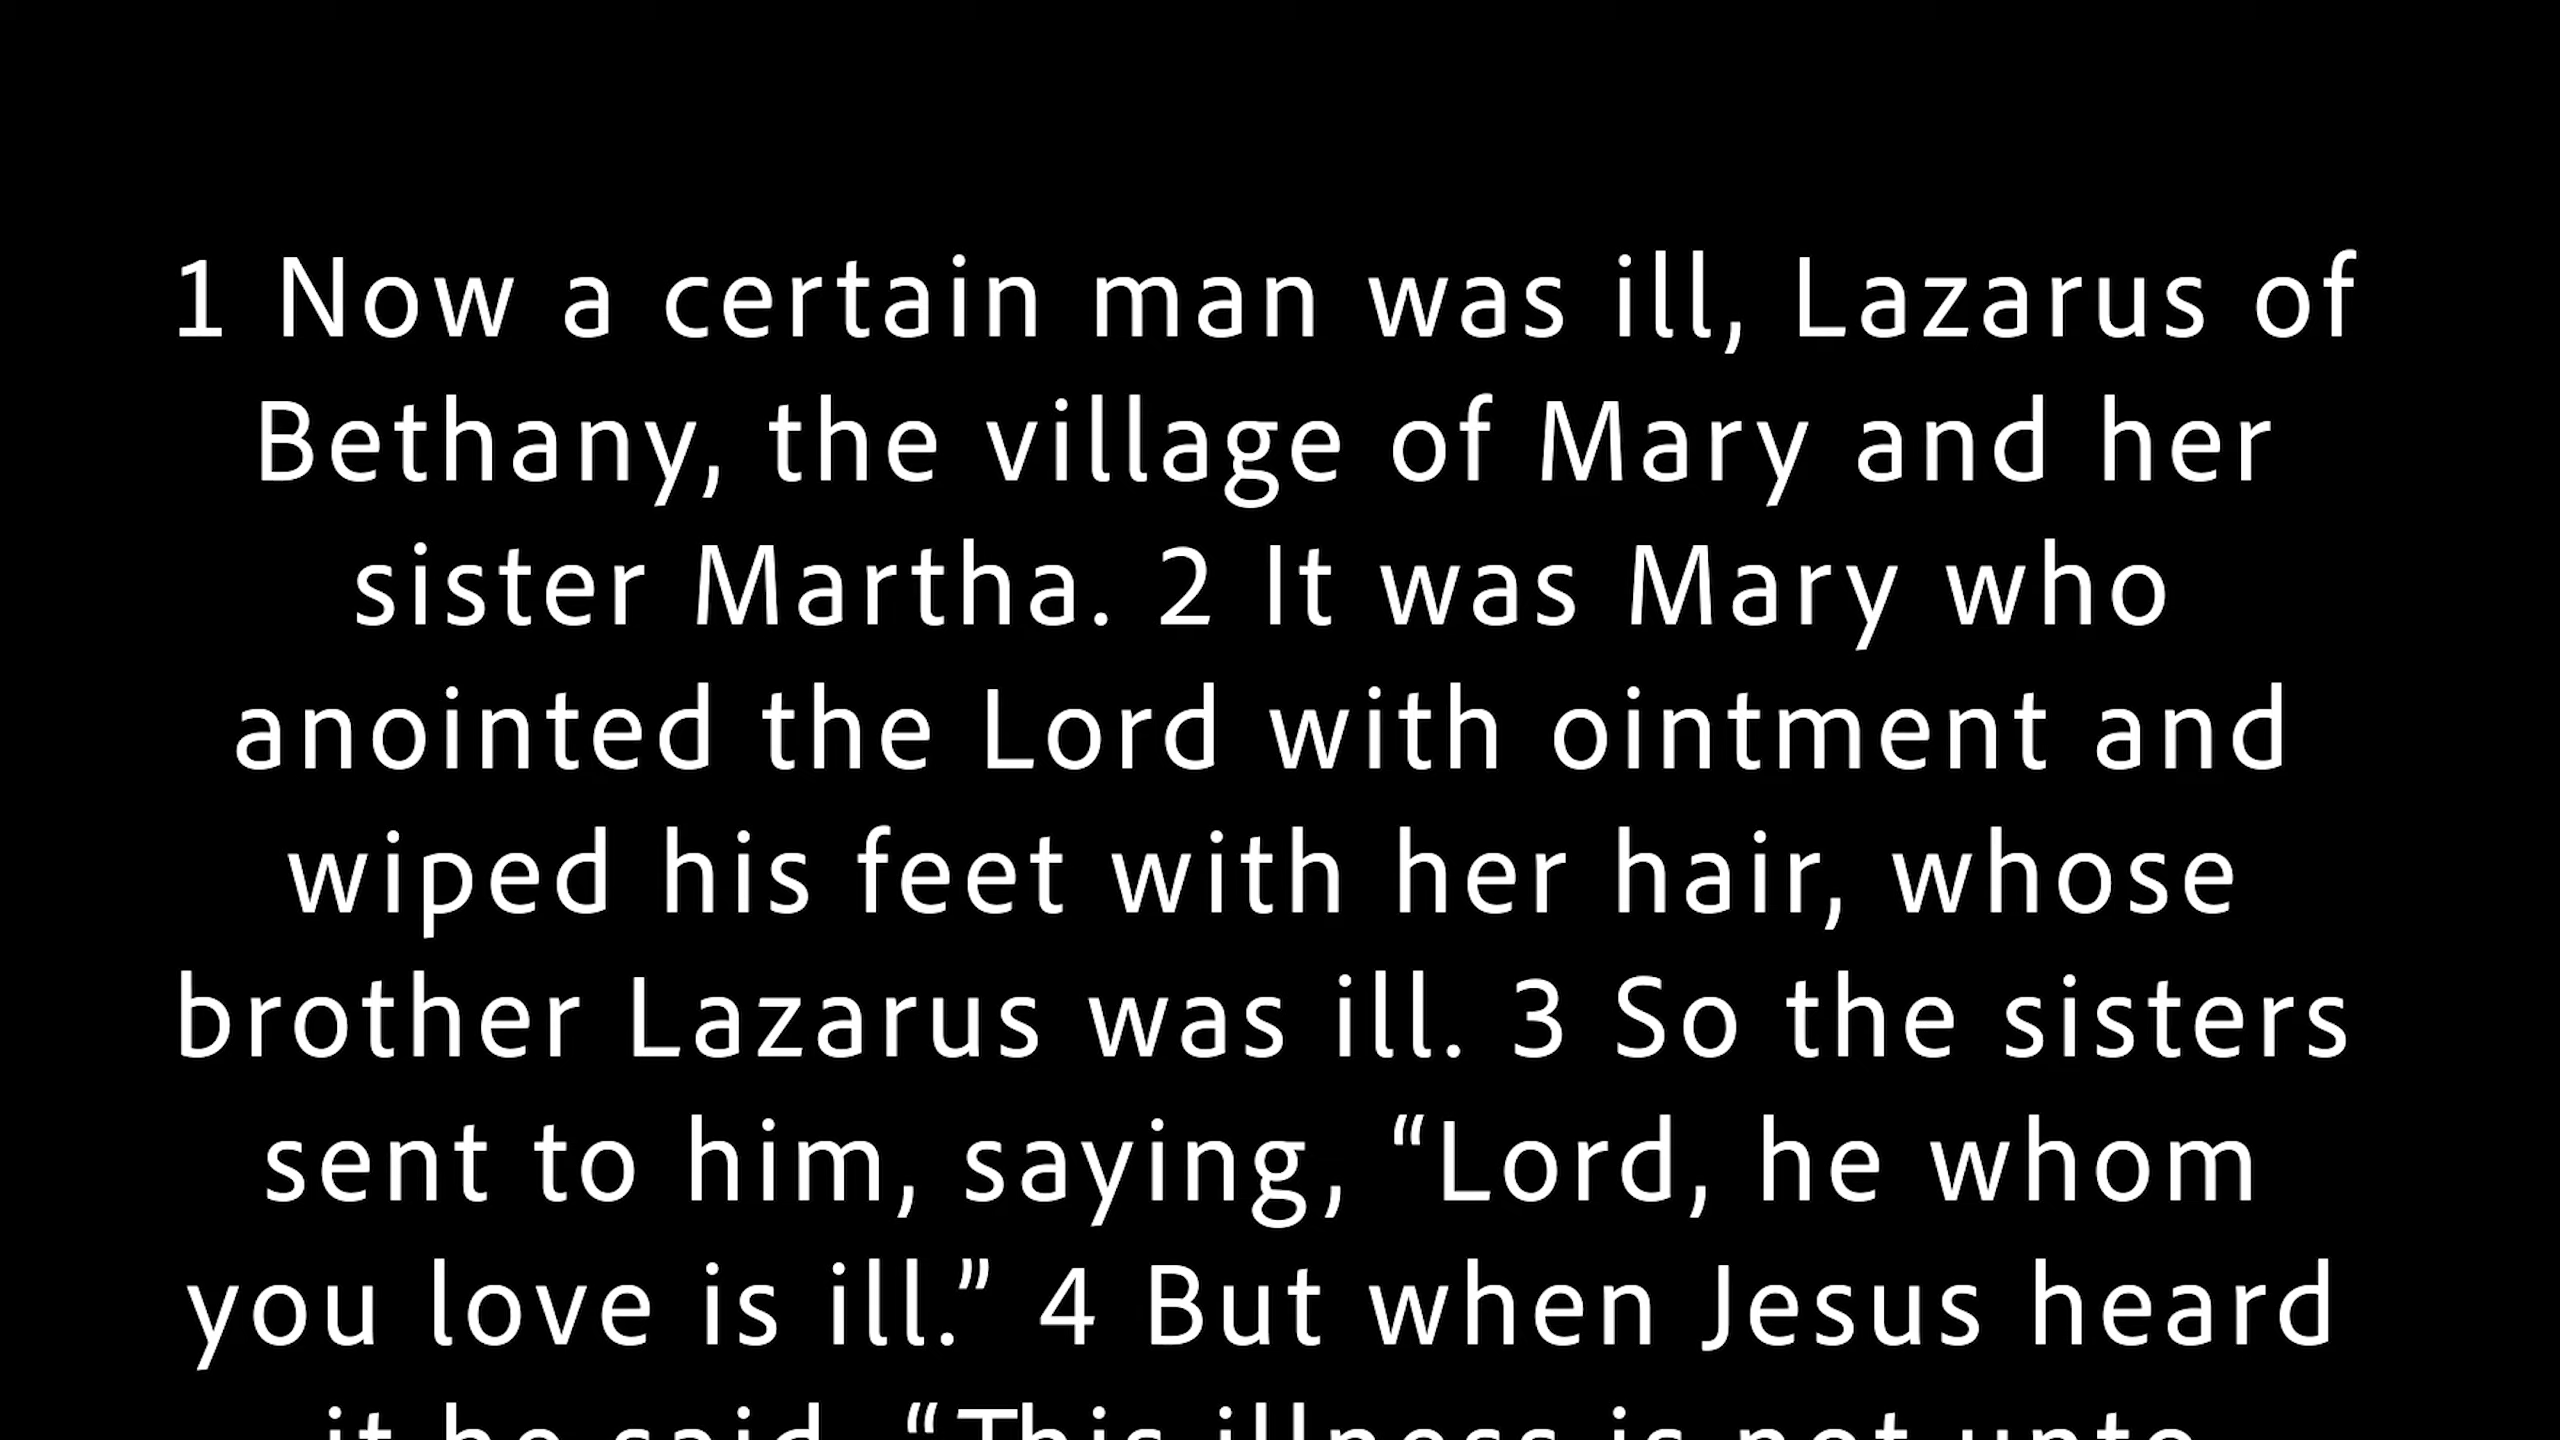 1 Now a certain man was ill, Lazarus of
Bethany, the village of Mary and her
sister Martha. 2 It was Mary who
anointed the Lord with ointment and
wiped his feet with her hair, whose
brother Lazarus was ill. 3 So the sisters
sent to him, saying, “Lord, he whom
you love is ill.” 4 But when Jesus heard
it he said, “This illness is not unto